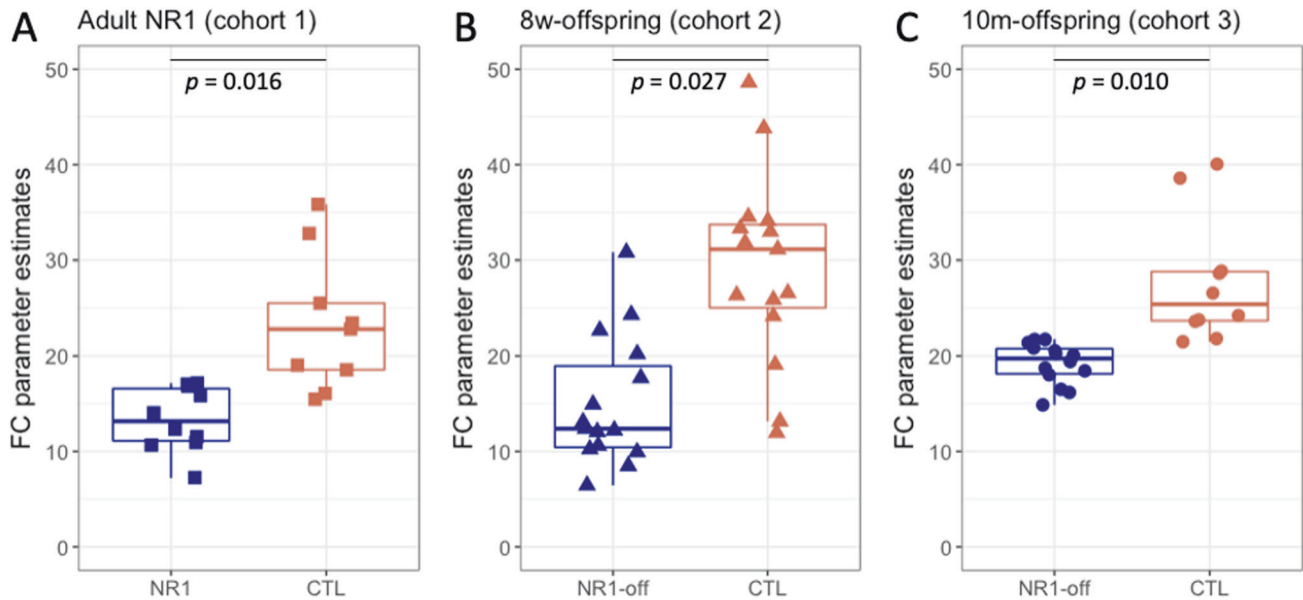 A
Adult NR1 (cohort 1)
p = 0.016
FC parameter estimates
50
40
30
20
10
0
NR1
CTL
B
8w-offspring (cohort 2)
p = 0.027
FC parameter estimates
50
40
30
20
10
0
NR1-off
CTL
C
10m-offspring (cohort 3)
p = 0.010
FC parameter estimates
50
40
30
20
10
0
NR1-off
CTL